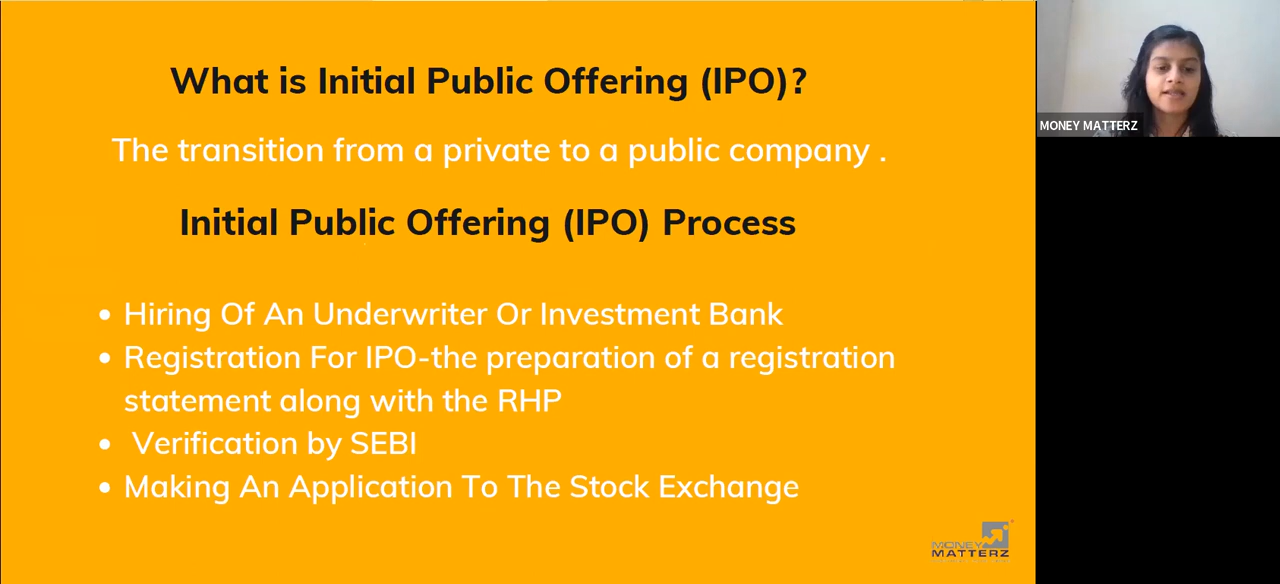 What is Initial Public Offering (IPO)?
The transition from a private to a public company .
Initial Public Offering (IPO) Process
• Hiring Of An Underwriter Or Investment Bank
• Registration For IPO-the preparation of a registration
statement along with the RHP
• Verification by SEBI
• Making An Application To The Stock Exchange
MONEY
MATTERZ
MONEY MATTERZ